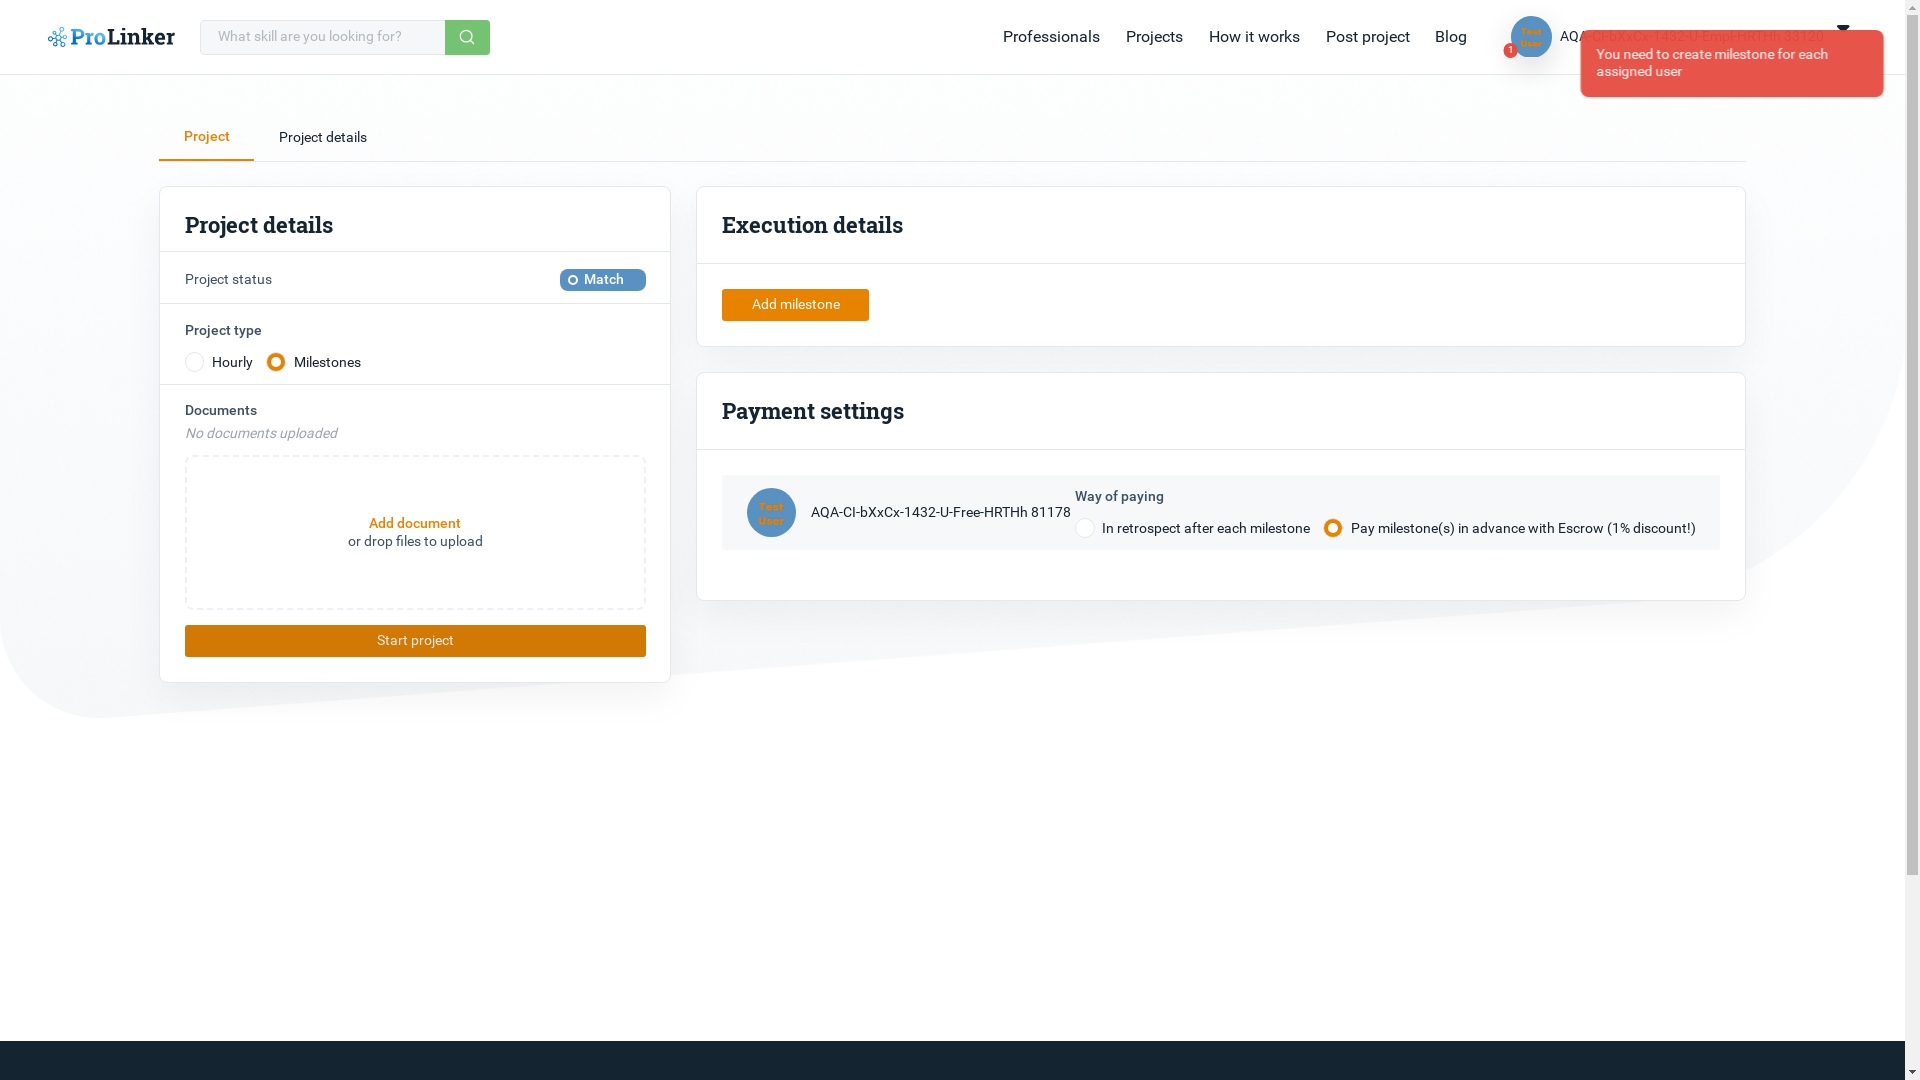 ProLinker
What skill are you looking for?
Professionals
Projects
How it works
Post project
Blog
Test
User
1
AQA-CI-bXxCx-1432-U-Empl-HRTHh 33120
You need to create milestone for each
assigned user
Project
Project details
Project details
Project status
Match
Project type
Hourly
Milestones
Documents
No documents uploaded
Add document
or drop files to upload
Start project
Execution details
Add milestone
Payment settings
Test
User
AQA-CI-bXxCx-1432-U-Free-HRTHh 81178
Way of paying
In retrospect after each milestone
Pay milestone(s) in advance with Escrow (1% discount!)